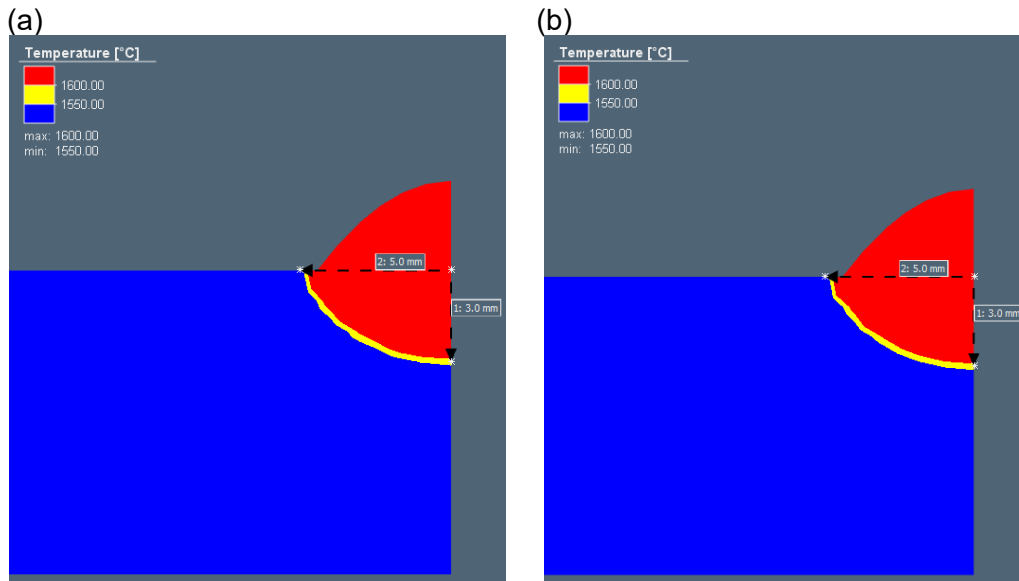 (a)
Temperature [°C]
1600.00
1550.00
max: 1600.00
min: 1550.00
2: 5.0 mm
1: 3.0 mm
(b)
Temperature [°C]
1600.00
1550.00
max: 1600.00
min: 1550.00
2: 5.0 mm
1: 3.0 mm